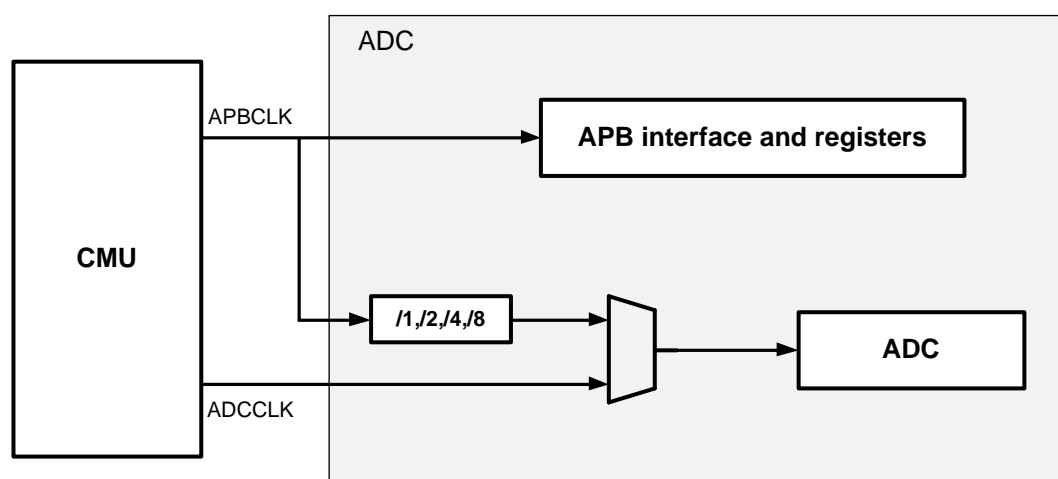 ADC
APBCLK
APB interface and registers
CMU
/1,/2,/4,/8
ADC
ADCCLK